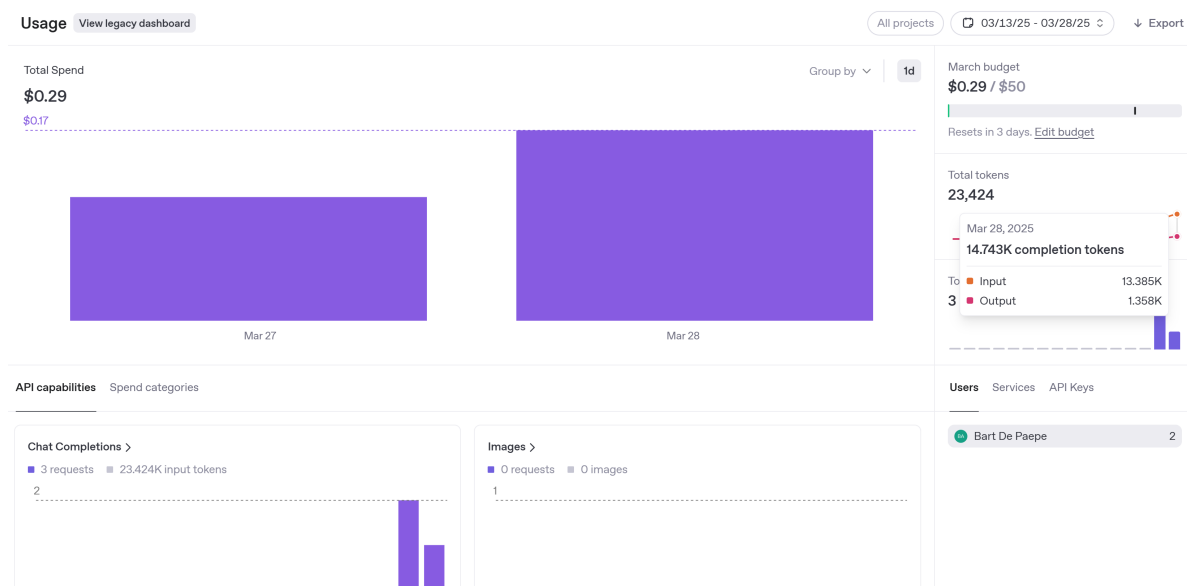 Usage View legacy dashboard All projects 03/13/25 - 03/28/25 Export
Total Spend Group by 1d
$0.29
$0.17
Mar 27 Mar 28
March budget
$0.29 / $50
Resets in 3 days. Edit budget
Total tokens
23,424
Mar 28, 2025
14.743K completion tokens
Input 13.385K
Output 1.358K
To
3
API capabilities Spend categories
Users Services API Keys
Chat Completions
3 requests 23.424K input tokens
2
Images
0 requests 0 images
1
BA Bart De Paepe 2